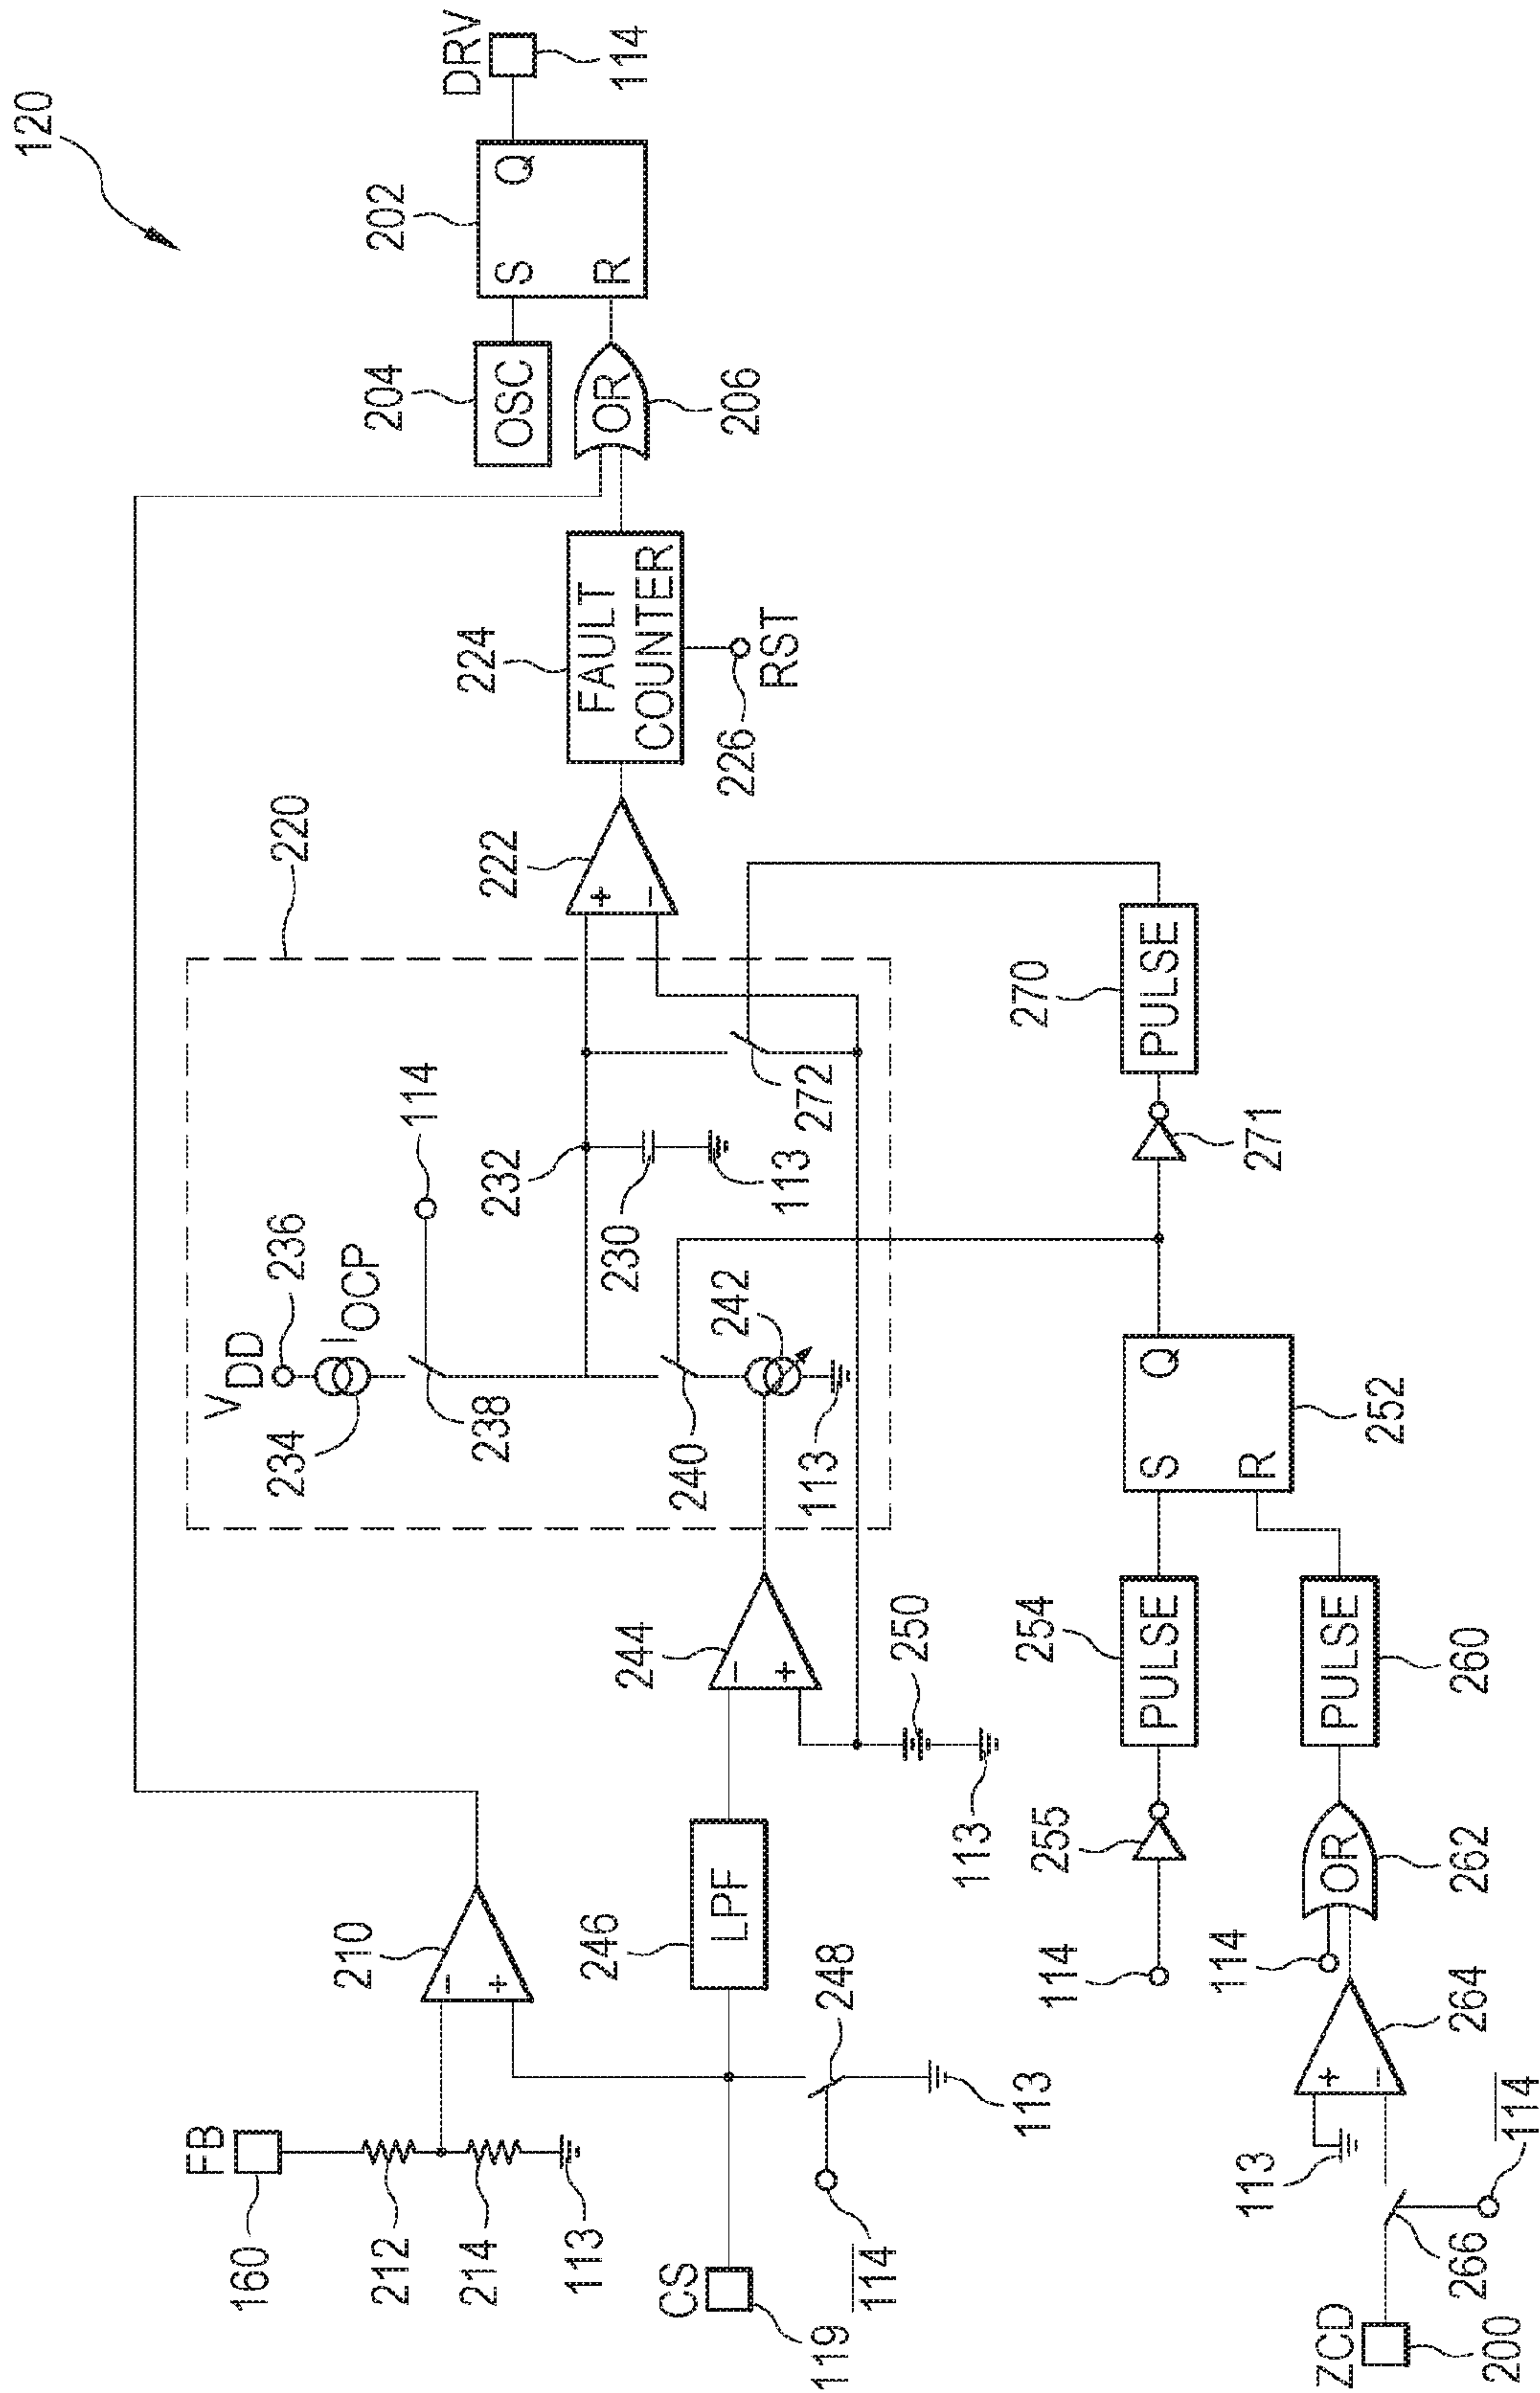 120
DRV
114
202
S
Q
R
204
OSC
OR
206
220
222
+
−
224
FAULT
COUNTER
226
RST
VDD
236
IOCP
234
114
238
232
230
113
272
240
242
113
270
PULSE
271
244
−
+
250
113
210
−
+
FB
160
212
214
113
246
LPF
248
113
114
CS
119
252
S
Q
R
254
PULSE
255
114
260
PULSE
262
OR
114
264
+
−
113
266
114
ZCD
200